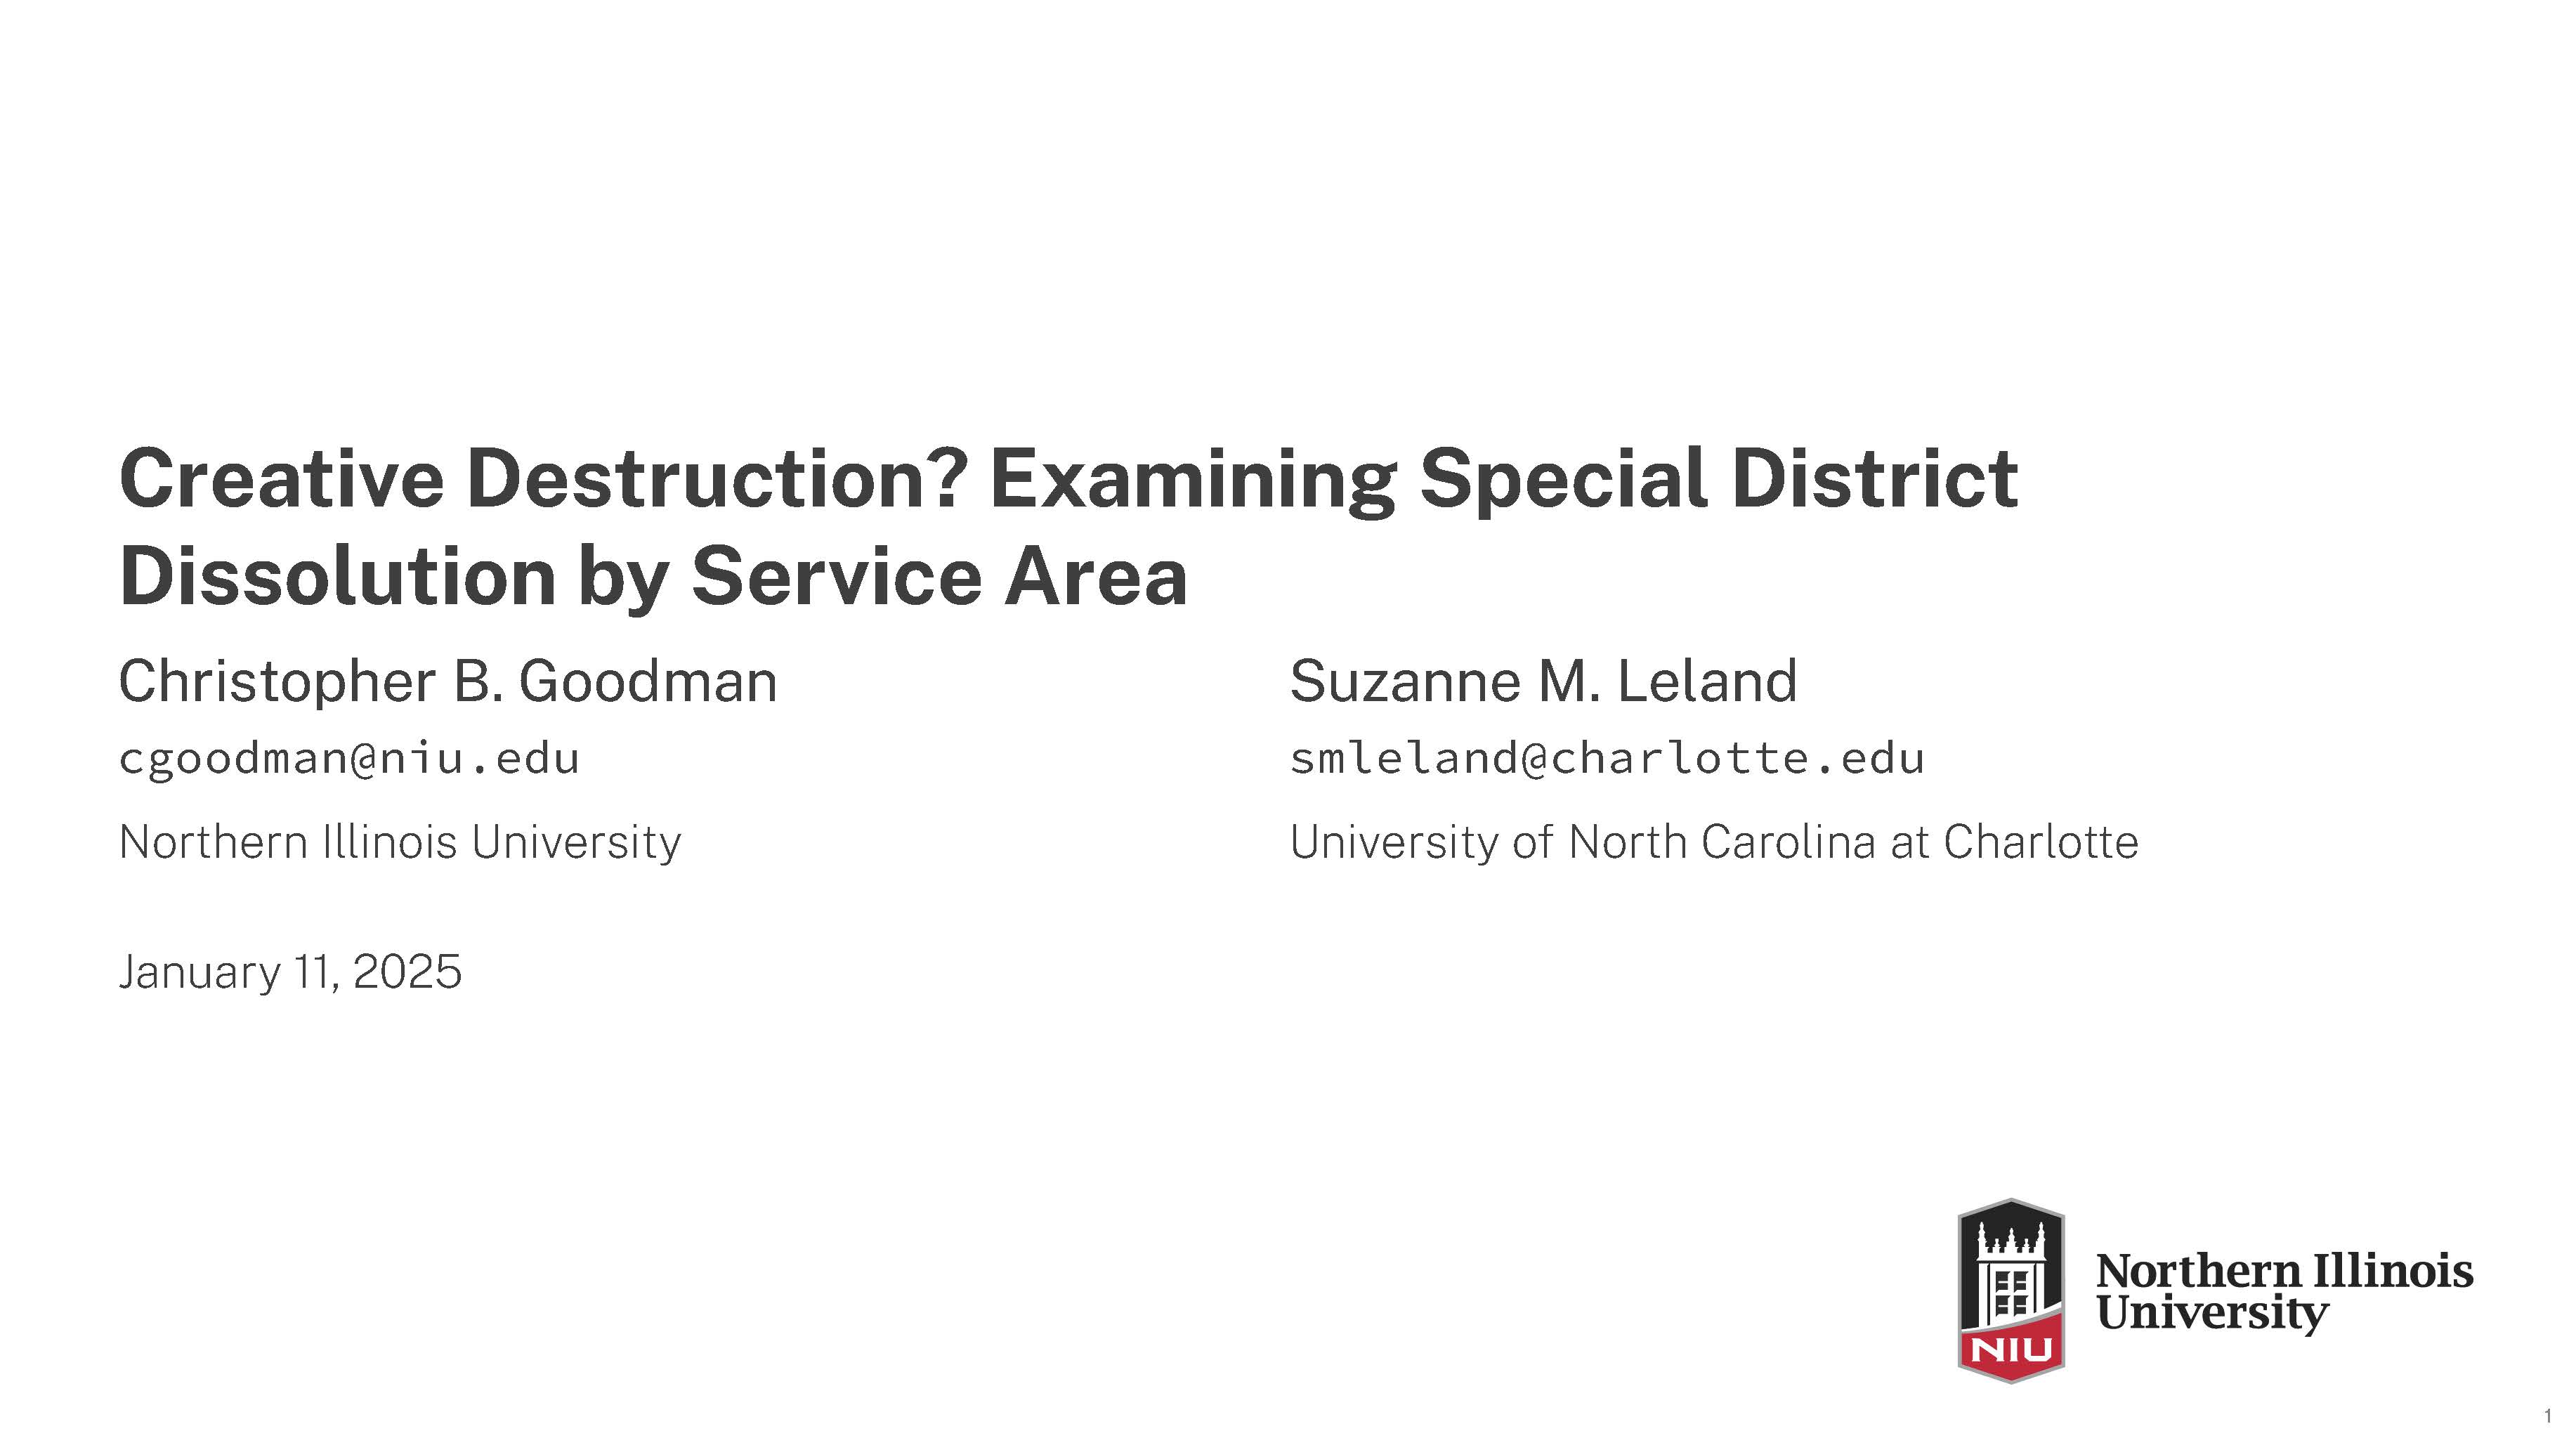 Creative Destruction? Examining Special District
Dissolution by Service Area
Christopher B. Goodman
cgoodman@niu.edu
Northern Illinois University
Suzanne M. Leland
smleland@charlotte.edu
University of North Carolina at Charlotte
January 11, 2025
NIU
Northern Illinois
University
1